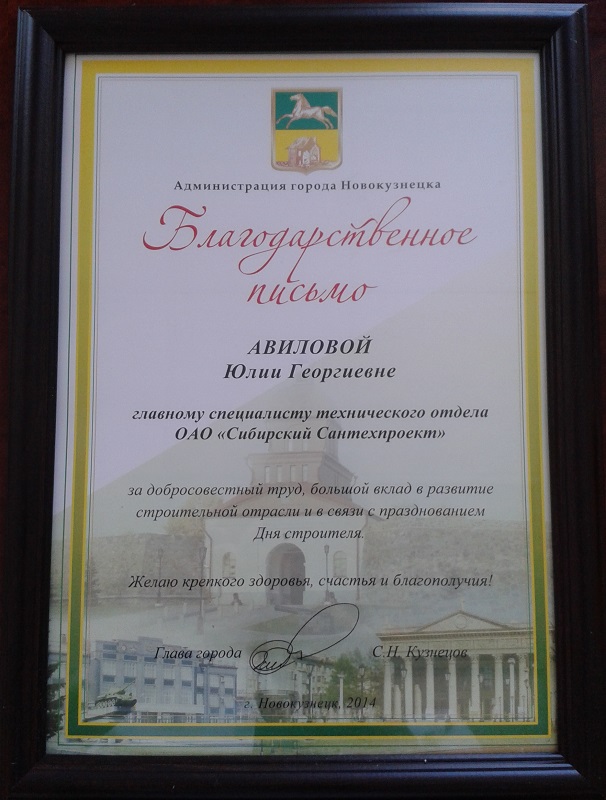 Администрация города Новокузнецка
Благодарственное
письмо
АВИЛОВОЙ
Юлии Георгиевне
главному специалисту технического отдела
ОАО «Сибирский Сантехпроект»
за добросовестный труд, большой вклад в развитие
строительной отрасли и в связи с празднованием
Дня строителя.
Желаю крепкого здоровья, счастья и благополучия!
Глава города С.Н. Кузнецов
г. Новокузнецк, 2014